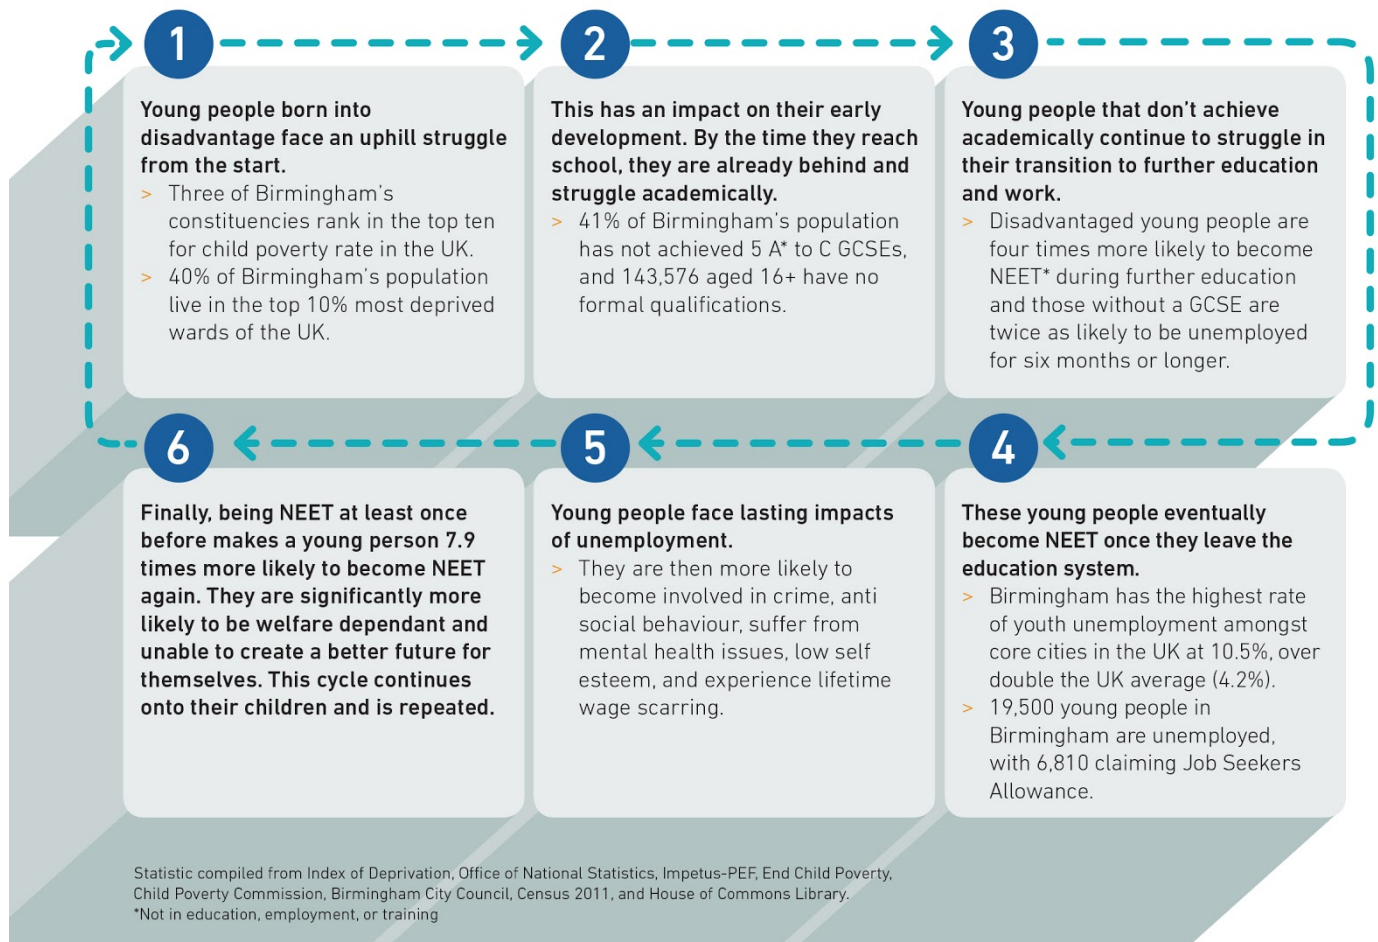 1
Young people born into
disadvantage face an uphill struggle
from the start.
> Three of Birmingham's
constituencies rank in the top ten
for child poverty rate in the UK.
> 40% of Birmingham's population
live in the top 10% most deprived
wards of the UK.
2
This has an impact on their early
development. By the time they reach
school, they are already behind and
struggle academically.
> 41% of Birmingham's population
has not achieved 5 A* to C GCSEs,
and 143,576 aged 16+ have no
formal qualifications.
3
Young people that don't achieve
academically continue to struggle in
their transition to further education
and work.
> Disadvantaged young people are
four times more likely to become
NEET* during further education
and those without a GCSE are
twice as likely to be unemployed
for six months or longer.
4
These young people eventually
become NEET once they leave the
education system.
> Birmingham has the highest rate
of youth unemployment amongst
core cities in the UK at 10.5%, over
double the UK average (4.2%).
> 19,500 young people in
Birmingham are unemployed,
with 6,810 claiming Job Seekers
Allowance.
5
Young people face lasting impacts
of unemployment.
> They are then more likely to
become involved in crime, anti
social behaviour, suffer from
mental health issues, low self
esteem, and experience lifetime
wage scarring.
6
Finally, being NEET at least once
before makes a young person 7.9
times more likely to become NEET
again. They are significantly more
likely to be welfare dependant and
unable to create a better future for
themselves. This cycle continues
onto their children and is repeated.
Statistic compiled from Index of Deprivation, Office of National Statistics, Impetus-PEF, End Child Poverty,
Child Poverty Commission, Birmingham City Council, Census 2011, and House of Commons Library.
*Not in education, employment, or training